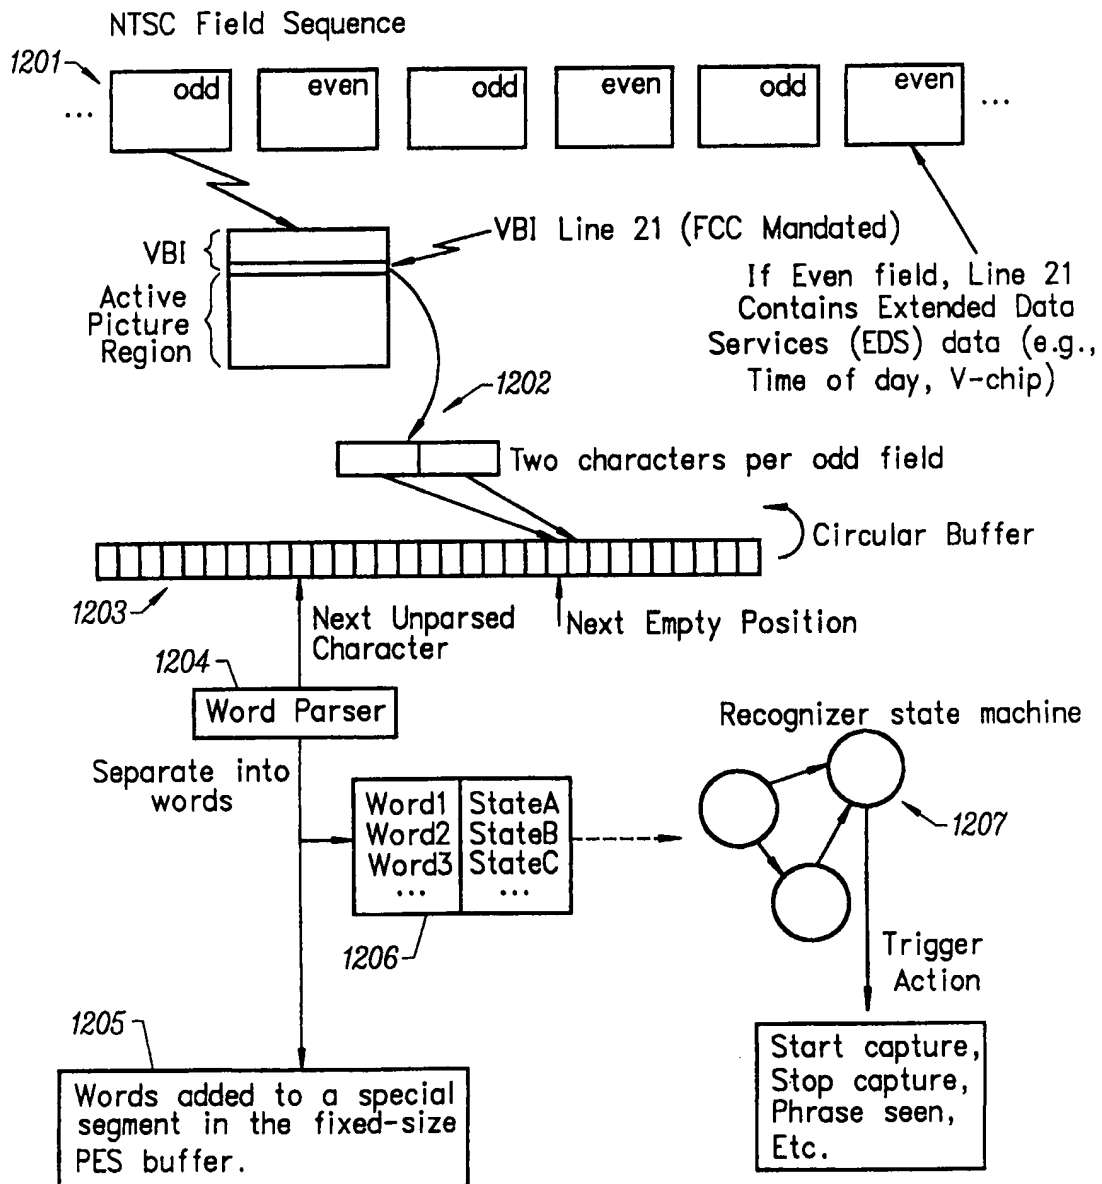 NTSC Field Sequence
1201
... odd even odd even odd even ...
VBI
VBI Line 21 (FCC Mandated)
Active
Picture
Region
If Even field, Line 21
Contains Extended Data
Services (EDS) data (e.g.,
Time of day, V-chip)
1202
Two characters per odd field
Circular Buffer
1203
Next Unparsed
Character
Next Empty Position
1204
Word Parser
Separate into
words
Recognizer state machine
Word1 StateA
Word2 StateB
Word3 StateC
... ...
1206
1207
Trigger
Action
1205
Words added to a special
segment in the fixed-size
PES buffer.
Start capture,
Stop capture,
Phrase seen,
Etc.